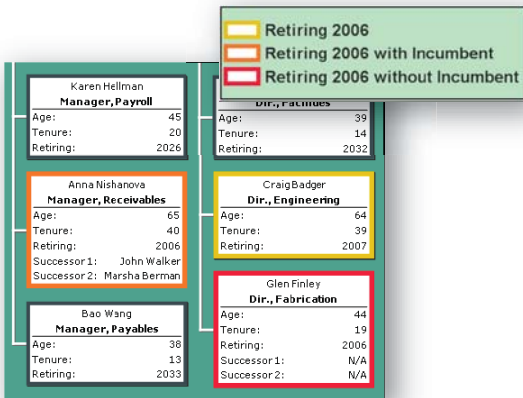 Retiring 2006
Retiring 2006 with Incumbent
Retiring 2006 without Incumbent
Karen Hellman
Manager, Payroll
Age: 45
Tenure: 20
Retiring: 2026
Dir., Facilities
Age: 39
Tenure: 14
Retiring: 2032
Anna Nishanova
Manager, Receivables
Age: 65
Tenure: 40
Retiring: 2006
Successor 1: John Walker
Successor 2: Marsha Berman
Craig Badger
Dir., Engineering
Age: 64
Tenure: 39
Retiring: 2007
Bao Wang
Manager, Payables
Age: 38
Tenure: 13
Retiring: 2033
Glen Finley
Dir., Fabrication
Age: 44
Tenure: 19
Retiring: 2006
Successor 1: N/A
Successor 2: N/A